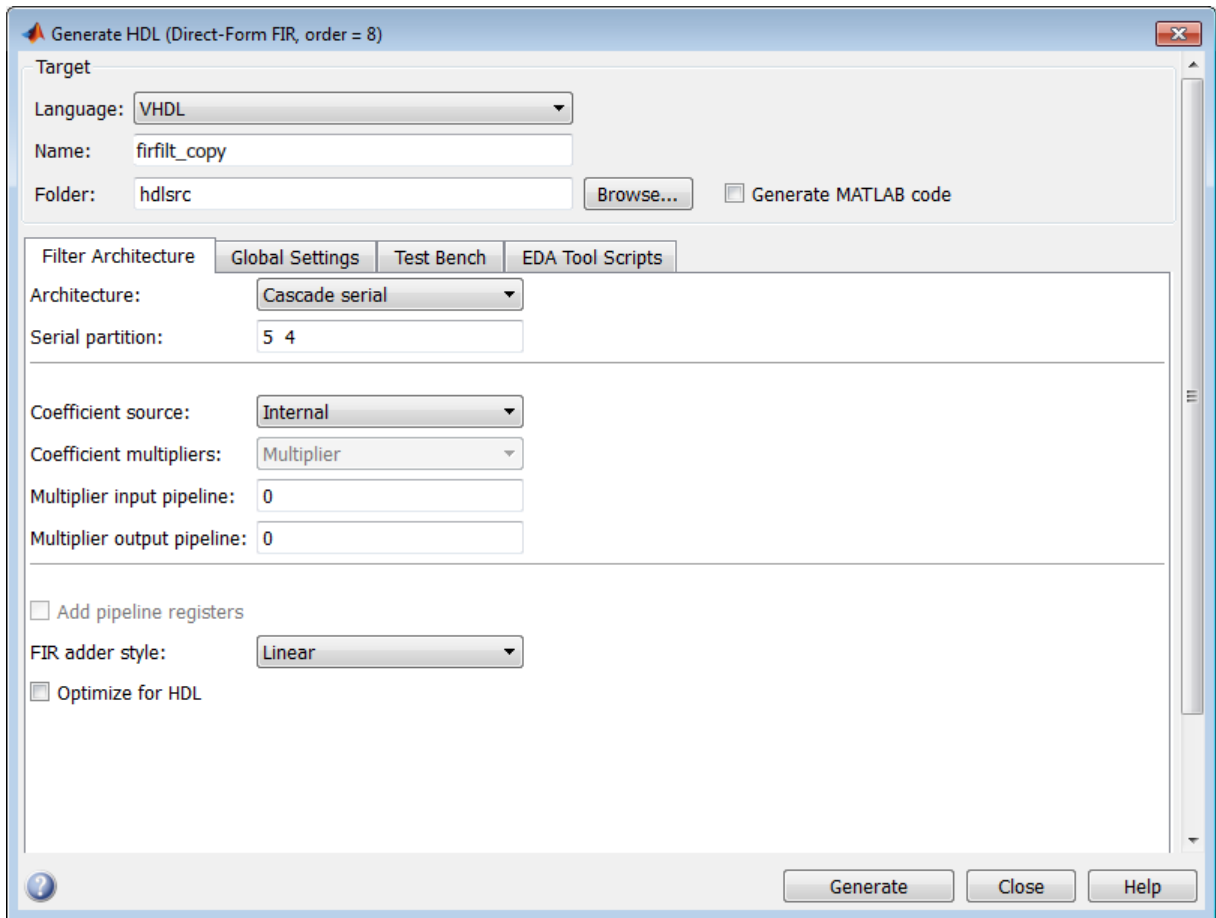 Generate HDL (Direct-Form FIR, order = 8)
Target
Language: VHDL
Name: firfilt_copy
Folder: hdlsrc Browse... Generate MATLAB code
Filter Architecture Global Settings Test Bench EDA Tool Scripts
Architecture: Cascade serial
Serial partition: 5 4
Coefficient source: Internal
Coefficient multipliers: Multiplier
Multiplier input pipeline: 0
Multiplier output pipeline: 0
Add pipeline registers
FIR adder style: Linear
Optimize for HDL
? Generate Close Help